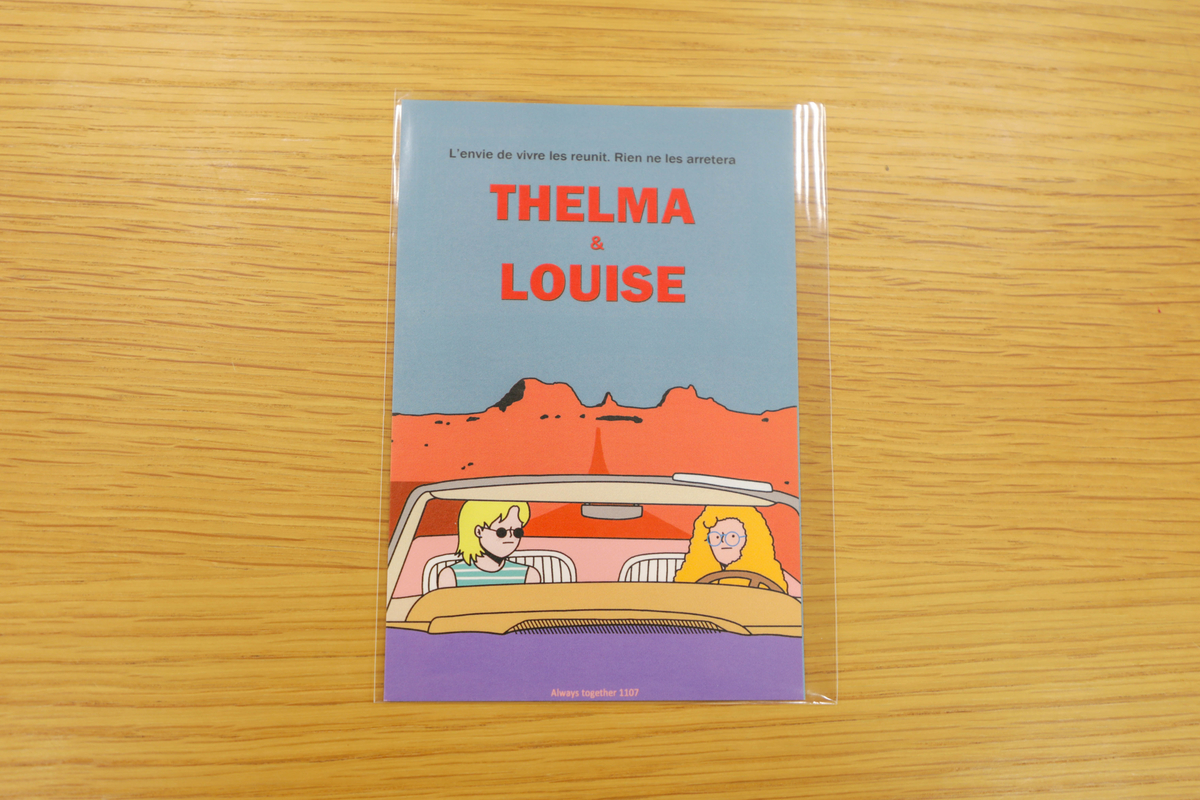 L'envie de vivre les reunit. Rien ne les arretera
THELMA
&
LOUISE
Always together 1107